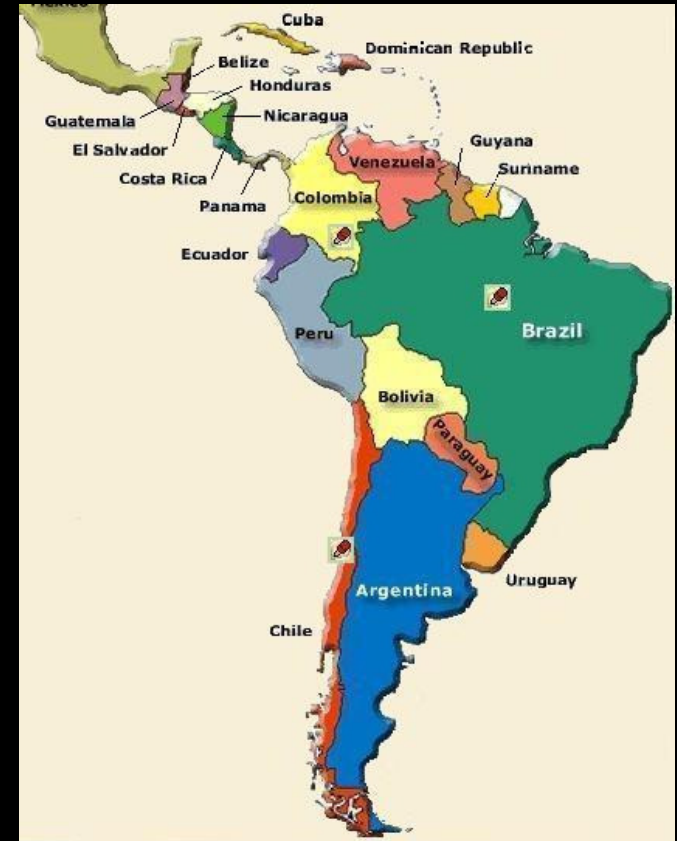 Mexico
Cuba
Dominican Republic
Belize
Honduras
Guatemala
Nicaragua
El Salvador
Costa Rica
Panama
Guyana
Venezuela
Suriname
Colombia
Ecuador
Brazil
Peru
Bolivia
Paraguay
Uruguay
Argentina
Chile